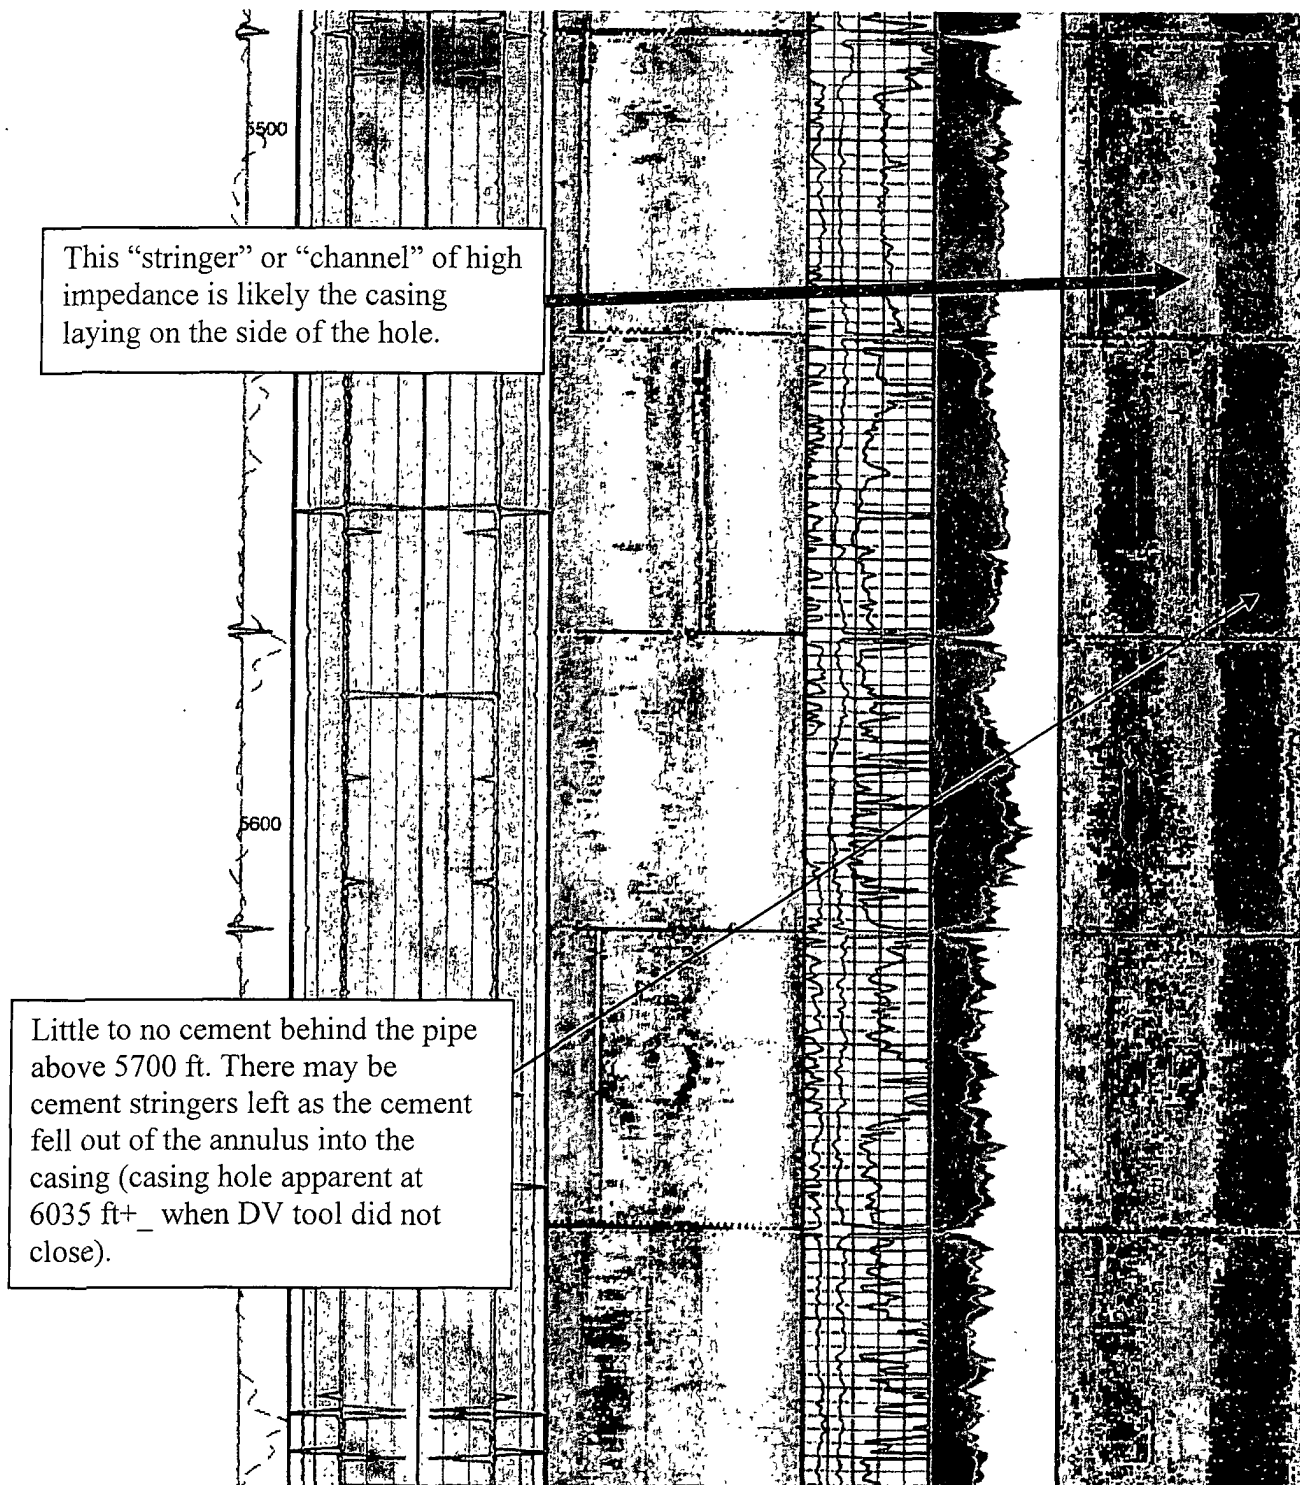 5500
This “stringer” or “channel” of high
impedance is likely the casing
laying on the side of the hole.
5600
Little to no cement behind the pipe
above 5700 ft. There may be
cement stringers left as the cement
fell out of the annulus into the
casing (casing hole apparent at
6035 ft+_ when DV tool did not
close).